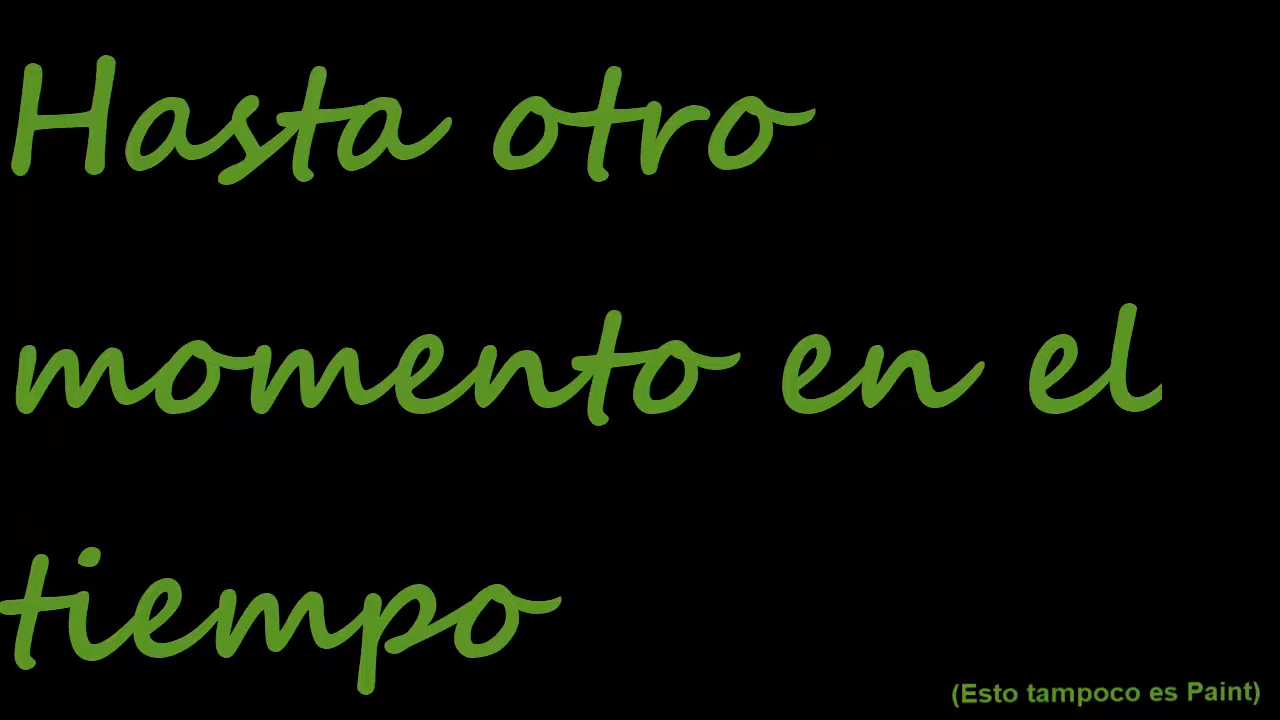 Hasta otro
momento en el
tiempo
(Esto tampoco es Paint)